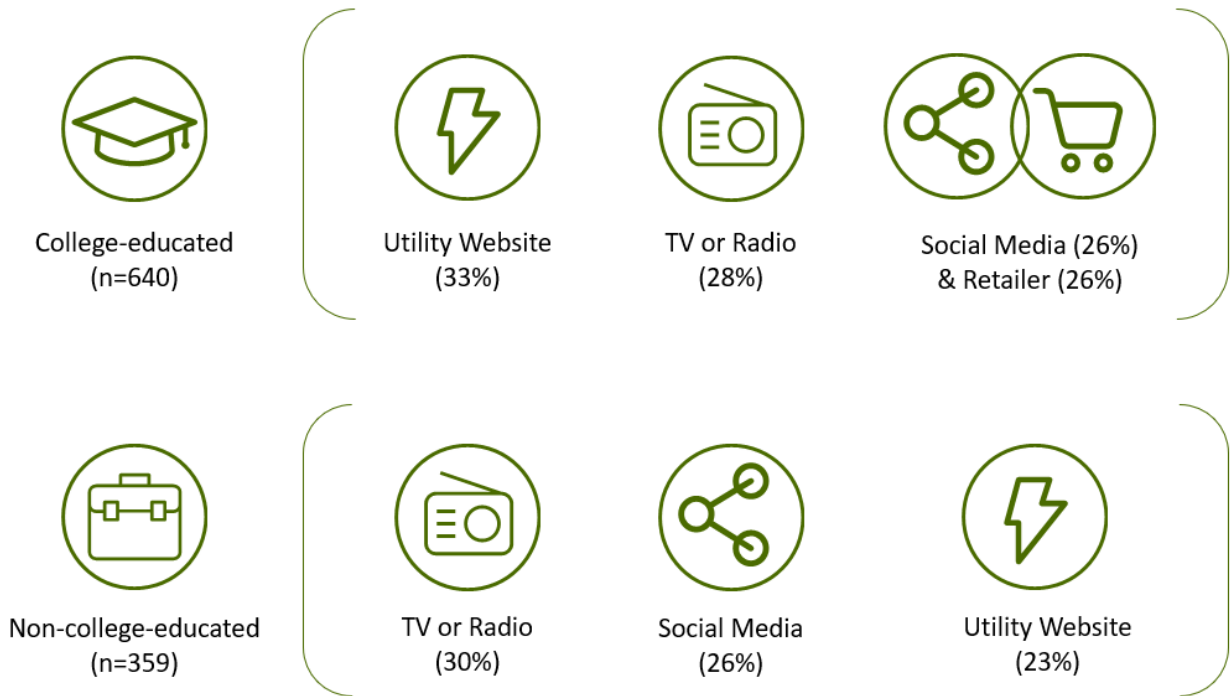 College-educated
(n=640)
Utility Website
(33%)
TV or Radio
(28%)
Social Media (26%)
& Retailer (26%)
Non-college-educated
(n=359)
TV or Radio
(30%)
Social Media
(26%)
Utility Website
(23%)